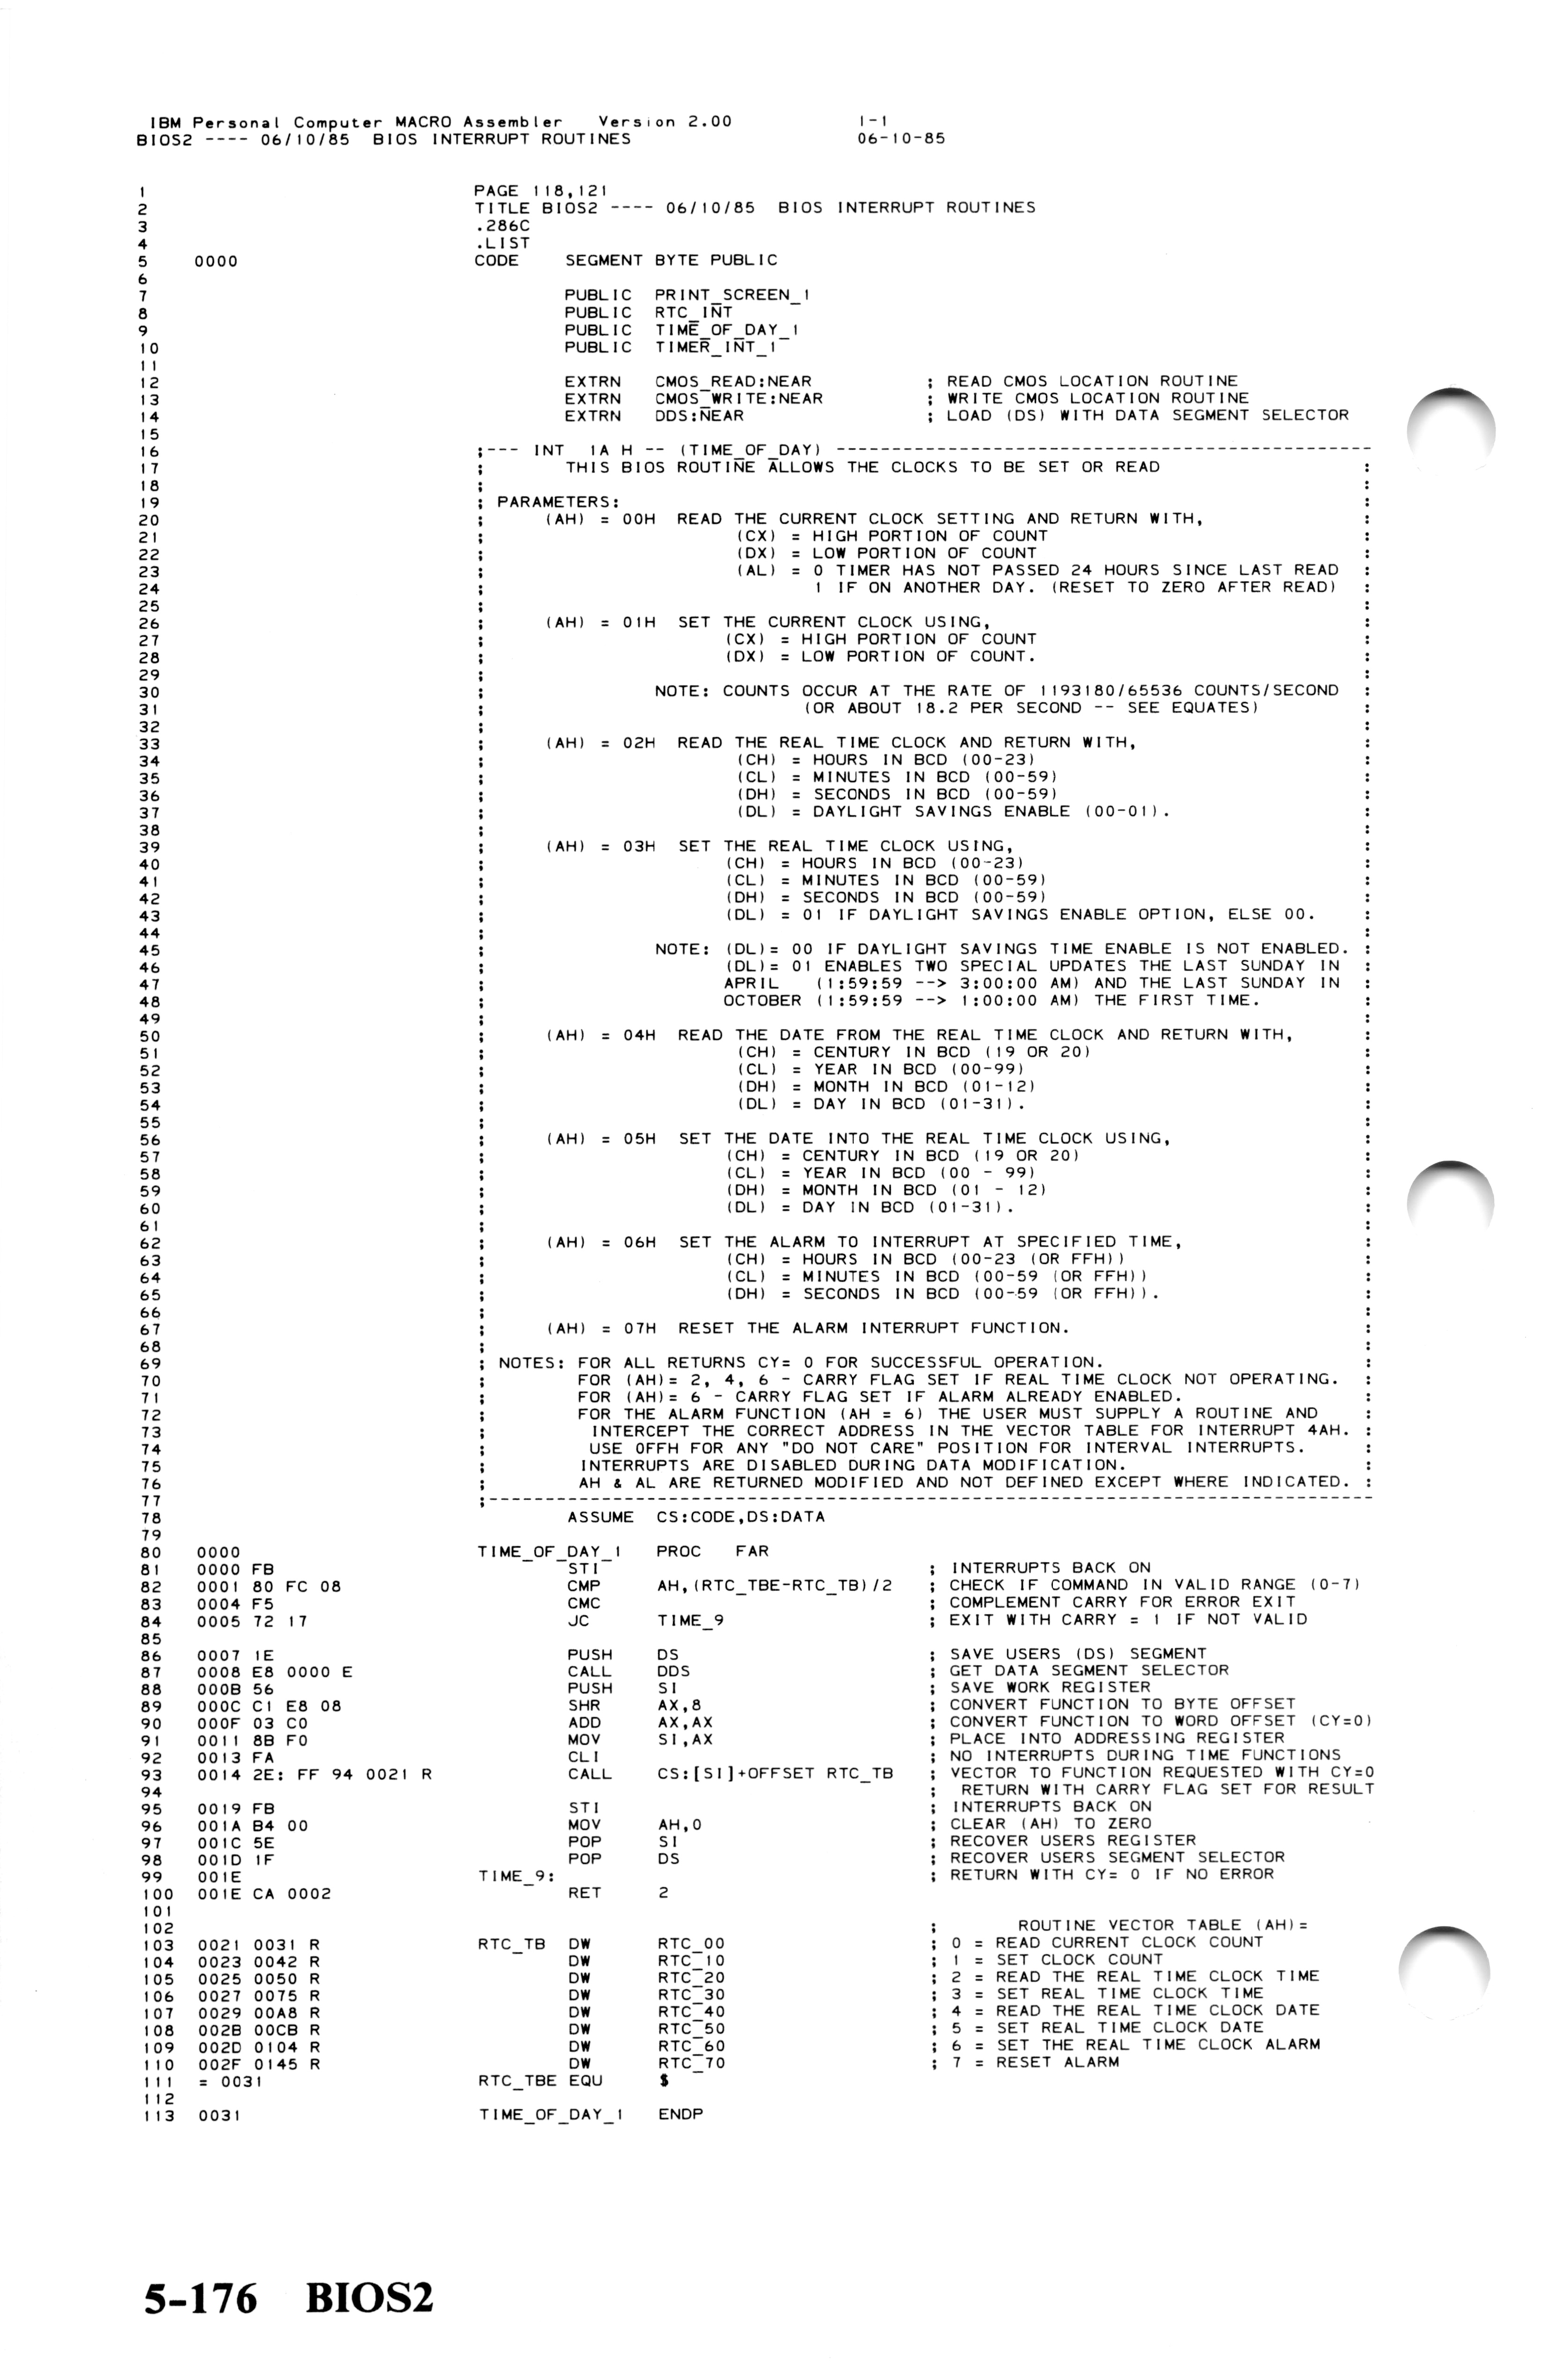 IBM Personal Computer MACRO Assembler   Version 2.00          1-1
BIOS2 ---- 06/10/85  BIOS INTERRUPT ROUTINES                  06-10-85
1                    PAGE 118,121
2                    TITLE BIOS2 ---- 06/10/85  BIOS INTERRUPT ROUTINES
3                    .286C
4                    .LIST
5    0000            CODE    SEGMENT BYTE PUBLIC
6
7                            PUBLIC  PRINT_SCREEN_1
8                            PUBLIC  RTC_INT
9                            PUBLIC  TIME_OF_DAY_1
10                           PUBLIC  TIMER_INT_1
11
12                           EXTRN   CMOS_READ:NEAR          ; READ CMOS LOCATION ROUTINE
13                           EXTRN   CMOS_WRITE:NEAR         ; WRITE CMOS LOCATION ROUTINE
14                           EXTRN   DDS:NEAR                ; LOAD (DS) WITH DATA SEGMENT SELECTOR
15
16                   ;--- INT  1A H -- (TIME_OF_DAY) ------------------------------------------------
17                   ;       THIS BIOS ROUTINE ALLOWS THE CLOCKS TO BE SET OR READ                  :
18                   ;                                                                              :
19                   ; PARAMETERS:                                                                  :
20                   ;     (AH) = 00H  READ THE CURRENT CLOCK SETTING AND RETURN WITH,              :
21                   ;                      (CX) = HIGH PORTION OF COUNT                            :
22                   ;                      (DX) = LOW PORTION OF COUNT                             :
23                   ;                      (AL) = 0 TIMER HAS NOT PASSED 24 HOURS SINCE LAST READ  :
24                   ;                             1 IF ON ANOTHER DAY. (RESET TO ZERO AFTER READ)  :
25                   ;                                                                              :
26                   ;     (AH) = 01H  SET THE CURRENT CLOCK USING,                                 :
27                   ;                     (CX) = HIGH PORTION OF COUNT                             :
28                   ;                     (DX) = LOW PORTION OF COUNT.                             :
29                   ;                                                                              :
30                   ;               NOTE: COUNTS OCCUR AT THE RATE OF 1193180/65536 COUNTS/SECOND  :
31                   ;                            (OR ABOUT 18.2 PER SECOND -- SEE EQUATES)         :
32                   ;                                                                              :
33                   ;     (AH) = 02H  READ THE REAL TIME CLOCK AND RETURN WITH,                    :
34                   ;                      (CH) = HOURS IN BCD (00-23)                             :
35                   ;                      (CL) = MINUTES IN BCD (00-59)                           :
36                   ;                      (DH) = SECONDS IN BCD (00-59)                           :
37                   ;                      (DL) = DAYLIGHT SAVINGS ENABLE (00-01).                 :
38                   ;                                                                              :
39                   ;     (AH) = 03H  SET THE REAL TIME CLOCK USING,                               :
40                   ;                     (CH) = HOURS IN BCD (00-23)                              :
41                   ;                     (CL) = MINUTES IN BCD (00-59)                            :
42                   ;                     (DH) = SECONDS IN BCD (00-59)                            :
43                   ;                     (DL) = 01 IF DAYLIGHT SAVINGS ENABLE OPTION, ELSE 00.    :
44                   ;                                                                              :
45                   ;               NOTE: (DL)= 00 IF DAYLIGHT SAVINGS TIME ENABLE IS NOT ENABLED. :
46                   ;                     (DL)= 01 ENABLES TWO SPECIAL UPDATES THE LAST SUNDAY IN  :
47                   ;                     APRIL   (1:59:59 --> 3:00:00 AM) AND THE LAST SUNDAY IN  :
48                   ;                     OCTOBER (1:59:59 --> 1:00:00 AM) THE FIRST TIME.         :
49                   ;                                                                              :
50                   ;     (AH) = 04H  READ THE DATE FROM THE REAL TIME CLOCK AND RETURN WITH,      :
51                   ;                      (CH) = CENTURY IN BCD (19 OR 20)                        :
52                   ;                      (CL) = YEAR IN BCD (00-99)                              :
53                   ;                      (DH) = MONTH IN BCD (01-12)                             :
54                   ;                      (DL) = DAY IN BCD (01-31).                              :
55                   ;                                                                              :
56                   ;     (AH) = 05H  SET THE DATE INTO THE REAL TIME CLOCK USING,                 :
57                   ;                     (CH) = CENTURY IN BCD (19 OR 20)                         :
58                   ;                     (CL) = YEAR IN BCD (00 - 99)                             :
59                   ;                     (DH) = MONTH IN BCD (01 - 12)                            :
60                   ;                     (DL) = DAY IN BCD (01-31).                               :
61                   ;                                                                              :
62                   ;     (AH) = 06H  SET THE ALARM TO INTERRUPT AT SPECIFIED TIME,                :
63                   ;                     (CH) = HOURS IN BCD (00-23 (OR FFH))                     :
64                   ;                     (CL) = MINUTES IN BCD (00-59 (OR FFH))                   :
65                   ;                     (DH) = SECONDS IN BCD (00-59 (OR FFH)).                  :
66                   ;                                                                              :
67                   ;     (AH) = 07H  RESET THE ALARM INTERRUPT FUNCTION.                          :
68                   ;                                                                              :
69                   ; NOTES: FOR ALL RETURNS CY= 0 FOR SUCCESSFUL OPERATION.                       :
70                   ;        FOR (AH)= 2, 4, 6 - CARRY FLAG SET IF REAL TIME CLOCK NOT OPERATING.  :
71                   ;        FOR (AH)= 6 - CARRY FLAG SET IF ALARM ALREADY ENABLED.                :
72                   ;        FOR THE ALARM FUNCTION (AH = 6) THE USER MUST SUPPLY A ROUTINE AND    :
73                   ;         INTERCEPT THE CORRECT ADDRESS IN THE VECTOR TABLE FOR INTERRUPT 4AH. :
74                   ;         USE 0FFH FOR ANY "DO NOT CARE" POSITION FOR INTERVAL INTERRUPTS.     :
75                   ;        INTERRUPTS ARE DISABLED DURING DATA MODIFICATION.                     :
76                   ;        AH & AL ARE RETURNED MODIFIED AND NOT DEFINED EXCEPT WHERE INDICATED. :
77                   ;-------------------------------------------------------------------------------
78                           ASSUME  CS:CODE,DS:DATA
79
80   0000            TIME_OF_DAY_1   PROC   FAR
81   0000 FB                 STI                             ; INTERRUPTS BACK ON
82   0001 80 FC 08           CMP     AH,(RTC_TBE-RTC_TB)/2   ; CHECK IF COMMAND IN VALID RANGE (0-7)
83   0004 F5                 CMC                             ; COMPLEMENT CARRY FOR ERROR EXIT
84   0005 72 17              JC      TIME_9                  ; EXIT WITH CARRY = 1 IF NOT VALID
85
86   0007 1E                 PUSH    DS                      ; SAVE USERS (DS) SEGMENT
87   0008 E8 0000 E          CALL    DDS                     ; GET DATA SEGMENT SELECTOR
88   000B 56                 PUSH    SI                      ; SAVE WORK REGISTER
89   000C C1 E8 08           SHR     AX,8                    ; CONVERT FUNCTION TO BYTE OFFSET
90   000F 03 C0              ADD     AX,AX                   ; CONVERT FUNCTION TO WORD OFFSET (CY=0)
91   0011 8B F0              MOV     SI,AX                   ; PLACE INTO ADDRESSING REGISTER
92   0013 FA                 CLI                             ; NO INTERRUPTS DURING TIME FUNCTIONS
93   0014 2E: FF 94 0021 R   CALL    CS:[SI]+OFFSET RTC_TB   ; VECTOR TO FUNCTION REQUESTED WITH CY=0
94                                                           ;  RETURN WITH CARRY FLAG SET FOR RESULT
95   0019 FB                 STI                             ; INTERRUPTS BACK ON
96   001A B4 00              MOV     AH,0                    ; CLEAR (AH) TO ZERO
97   001C 5E                 POP     SI                      ; RECOVER USERS REGISTER
98   001D 1F                 POP     DS                      ; RECOVER USERS SEGMENT SELECTOR
99   001E            TIME_9:                                 ; RETURN WITH CY= 0 IF NO ERROR
100  001E CA 0002            RET     2
101
102                                                          ;       ROUTINE VECTOR TABLE (AH)=
103  0021 0031 R     RTC_TB  DW      RTC_00                  ; 0 = READ CURRENT CLOCK COUNT
104  0023 0042 R             DW      RTC_10                  ; 1 = SET CLOCK COUNT
105  0025 0050 R             DW      RTC_20                  ; 2 = READ THE REAL TIME CLOCK TIME
106  0027 0075 R             DW      RTC_30                  ; 3 = SET REAL TIME CLOCK TIME
107  0029 00A8 R             DW      RTC_40                  ; 4 = READ THE REAL TIME CLOCK DATE
108  002B 00CB R             DW      RTC_50                  ; 5 = SET REAL TIME CLOCK DATE
109  002D 0104 R             DW      RTC_60                  ; 6 = SET THE REAL TIME CLOCK ALARM
110  002F 0145 R             DW      RTC_70                  ; 7 = RESET ALARM
111  = 0031          RTC_TBE EQU     $
112
113  0031            TIME_OF_DAY_1   ENDP
5-176   BIOS2